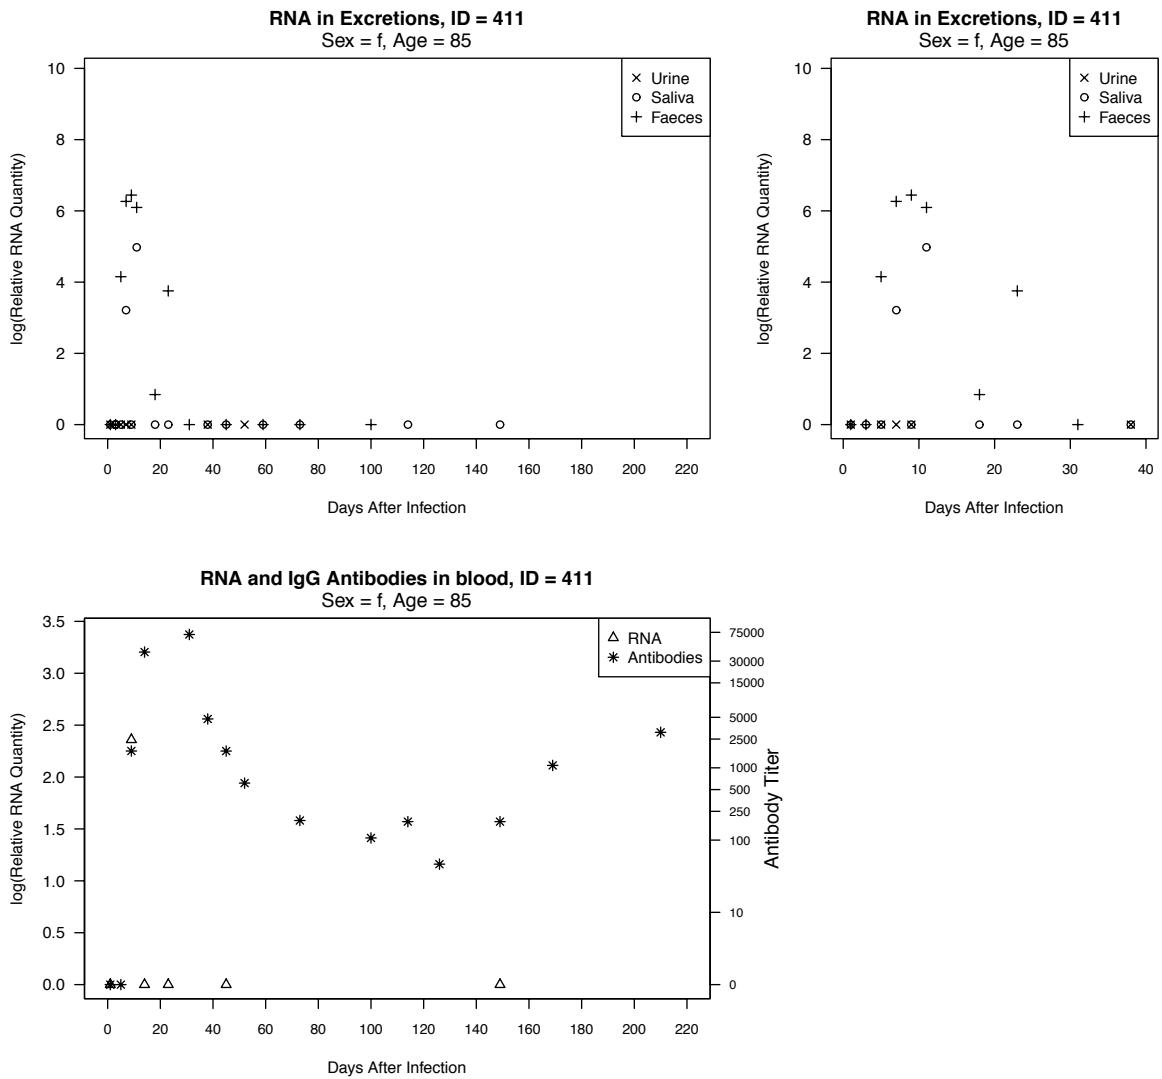 RNA in Excretions, ID = 411
Sex = f, Age = 85
log(Relative RNA Quantity)
10
8
6
4
2
0
Urine
Saliva
Faeces
0 20 40 60 80 100 120 140 160 180 200 220
Days After Infection
RNA in Excretions, ID = 411
Sex = f, Age = 85
log(Relative RNA Quantity)
10
8
6
4
2
0
Urine
Saliva
Faeces
0 10 20 30 40
Days After Infection
RNA and IgG Antibodies in blood, ID = 411
Sex = f, Age = 85
log(Relative RNA Quantity)
3.5
3.0
2.5
2.0
1.5
1.0
0.5
0.0
RNA
Antibodies
75000
30000
15000
5000
2500
1000
500
250
100
10
0
Antibody Titer
0 20 40 60 80 100 120 140 160 180 200 220
Days After Infection